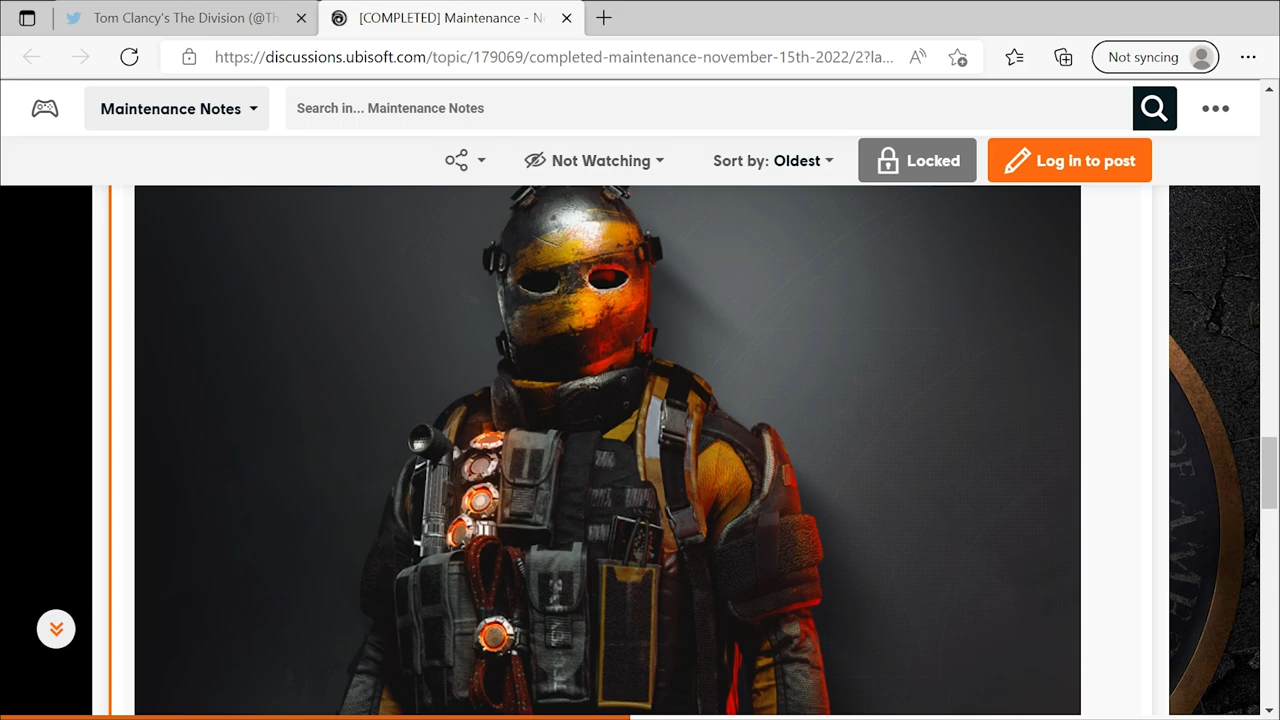 Tom Clancy's The Division (@Th
[COMPLETED] Maintenance - N
https://discussions.ubisoft.com/topic/179069/completed-maintenance-november-15th-2022/2?la...
Not syncing
Maintenance Notes
Search in... Maintenance Notes
Not Watching
Sort by: Oldest
Locked
Log in to post